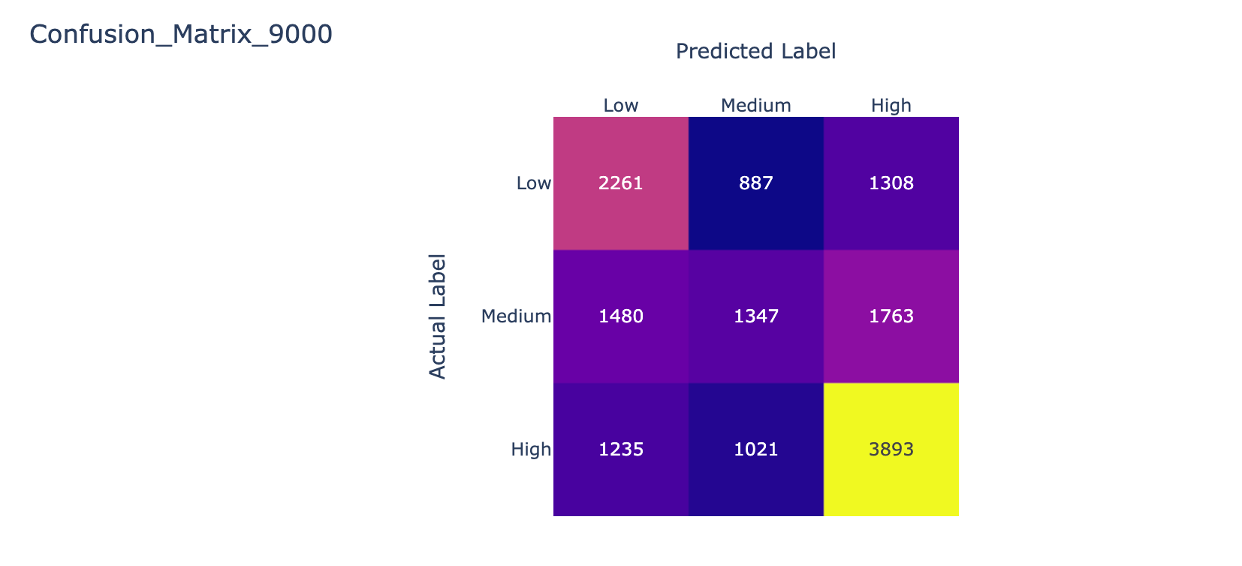 Confusion_Matrix_9000
Predicted Label
Low Medium High
Low 2261 887 1308
Actual Label
Medium 1480 1347 1763
High 1235 1021 3893